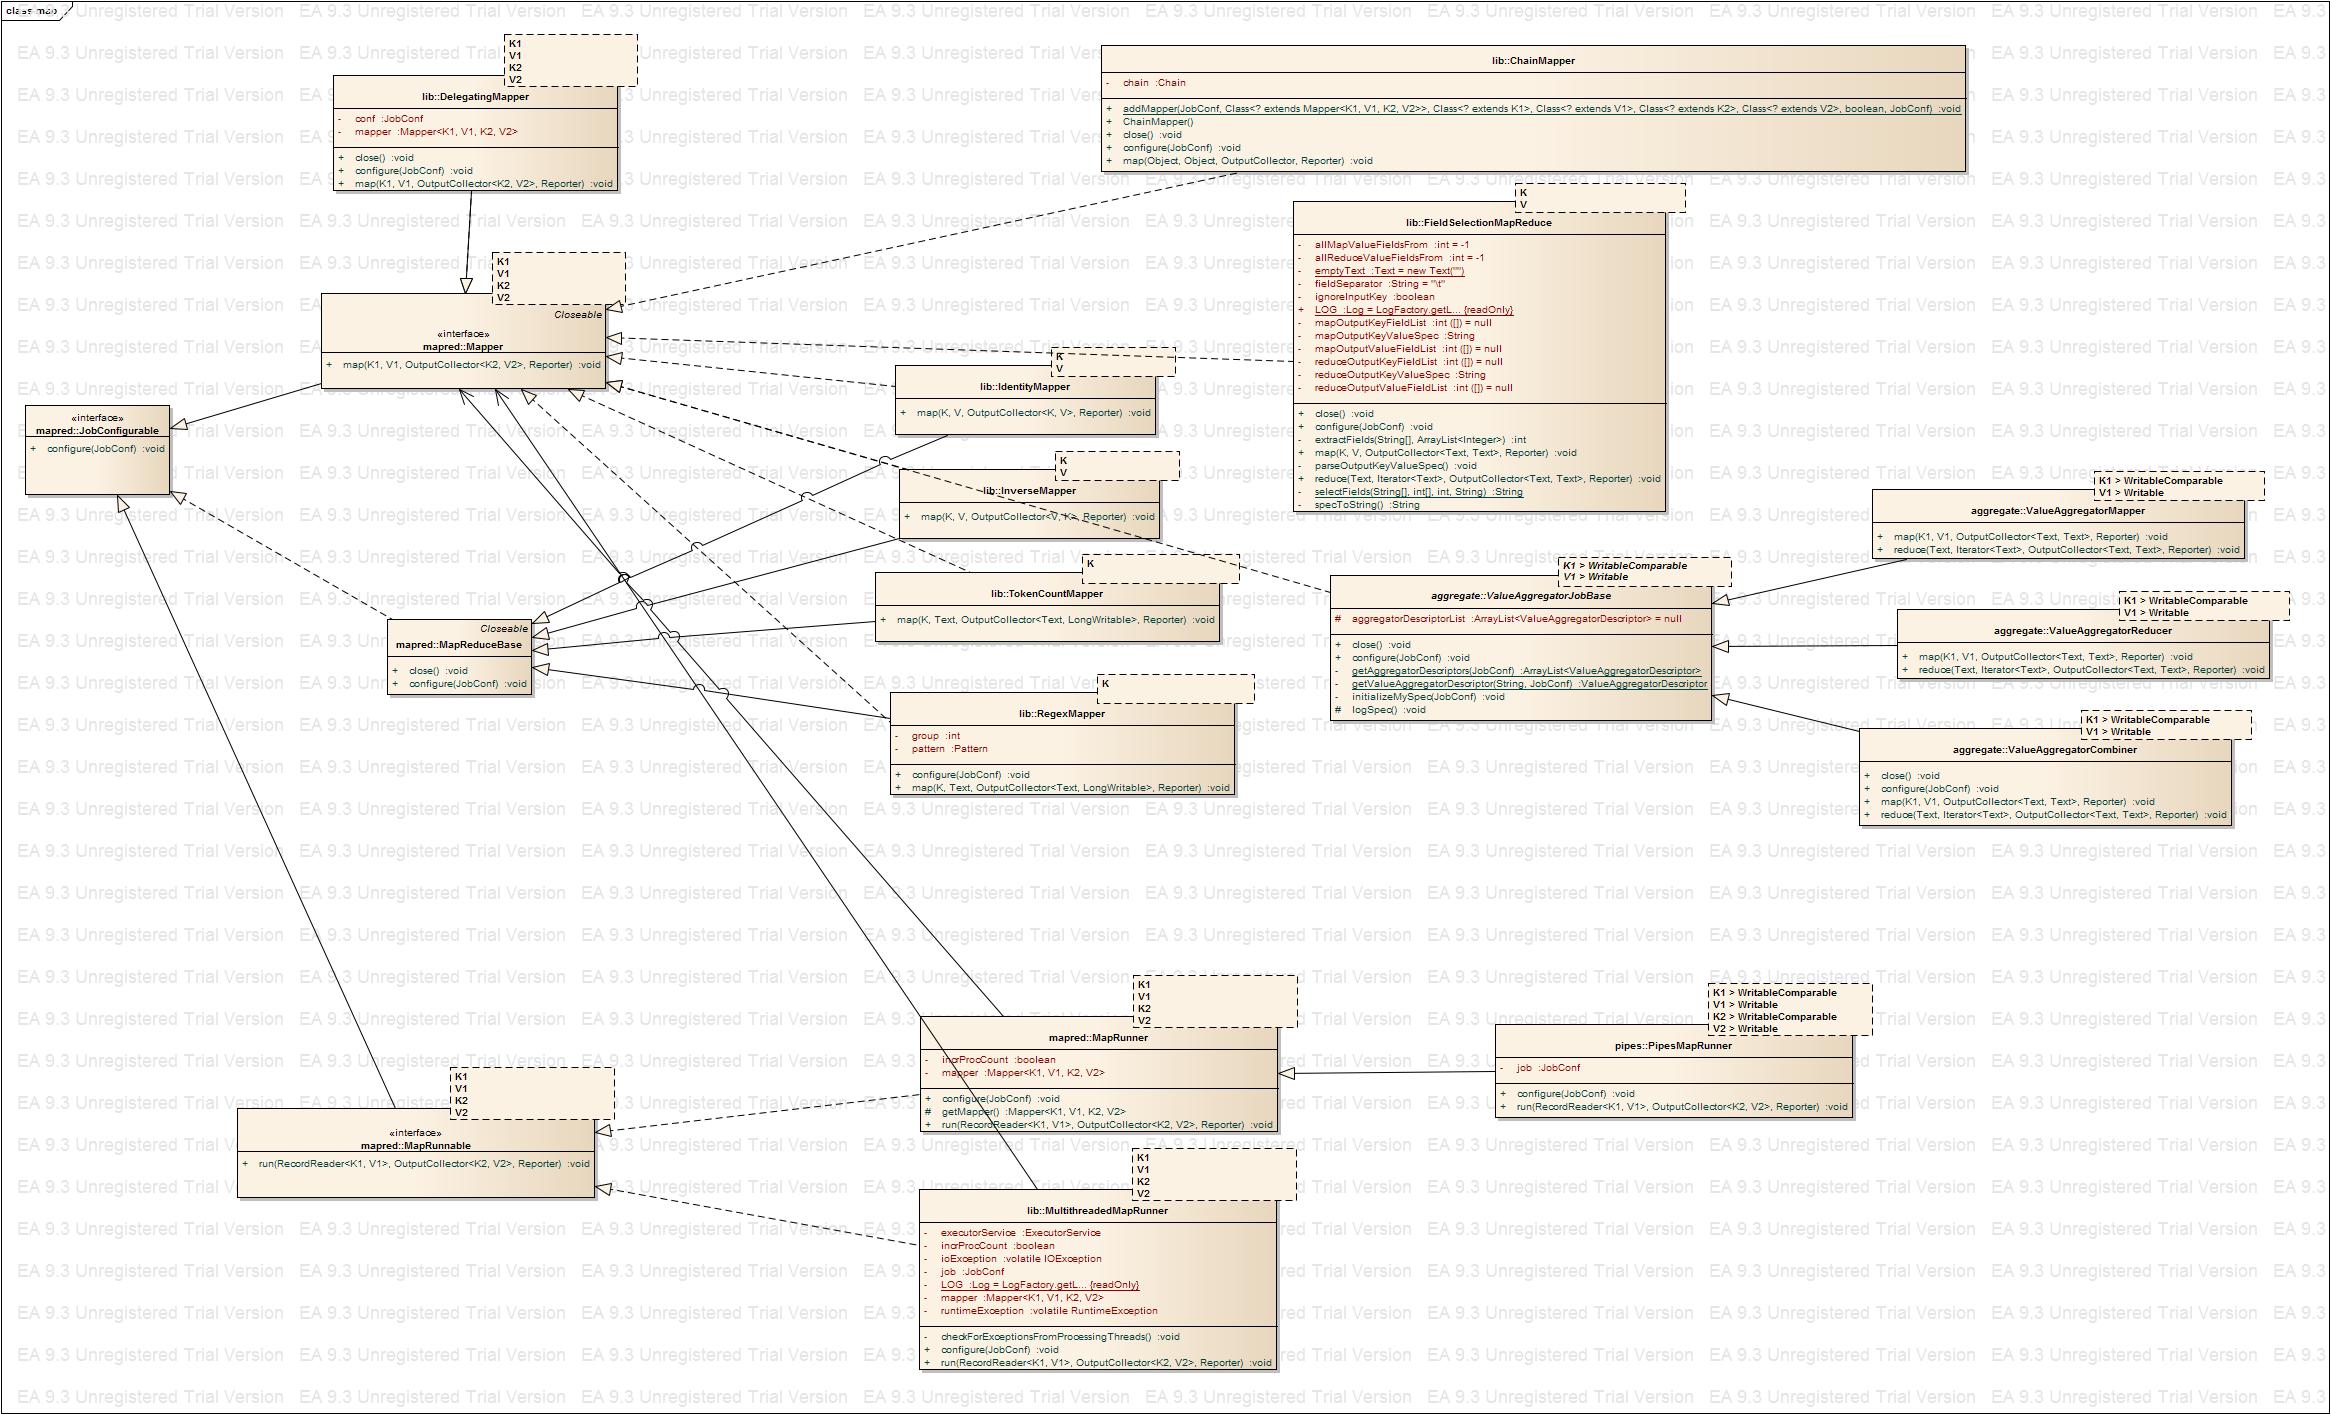 class map
K1
V1
K2
V2
lib::DelegatingMapper
- conf :JobConf
- mapper :Mapper<K1, V1, K2, V2>
+ close() :void
+ configure(JobConf) :void
+ map(K1, V1, OutputCollector<K2, V2>, Reporter) :void
lib::ChainMapper
- chain :Chain
+ addMapper(JobConf, Class<? extends Mapper<K1, V1, K2, V2>>, Class<? extends K1>, Class<? extends V1>, Class<? extends K2>, Class<? extends V2>, boolean, JobConf) :void
+ ChainMapper()
+ close() :void
+ configure(JobConf) :void
+ map(Object, Object, OutputCollector, Reporter) :void
K
V
lib::FieldSelectionMapReduce
- allMapValueFieldsFrom :int = -1
- allReduceValueFieldsFrom :int = -1
- emptyText :Text = new Text("")
- fieldSeparator :String = "\t"
- ignoreInputKey :boolean
+ LOG :Log = LogFactory.getL... {readOnly}
- mapOutputKeyFieldList :int ([]) = null
- mapOutputKeyValueSpec :String
- mapOutputValueFieldList :int ([]) = null
- reduceOutputKeyFieldList :int ([]) = null
- reduceOutputKeyValueSpec :String
- reduceOutputValueFieldList :int ([]) = null
+ close() :void
+ configure(JobConf) :void
- extractFields(String[], ArrayList<Integer>) :int
+ map(K, V, OutputCollector<Text, Text>, Reporter) :void
- parseOutputKeyValueSpec() :void
+ reduce(Text, Iterator<Text>, OutputCollector<Text, Text>, Reporter) :void
- selectFields(String[], int[], int, String) :String
- specToString() :String
K1
V1
K2
V2
Closeable
«interface»
mapred::Mapper
+ map(K1, V1, OutputCollector<K2, V2>, Reporter) :void
«interface»
mapred::JobConfigurable
+ configure(JobConf) :void
K
V
lib::IdentityMapper
+ map(K, V, OutputCollector<K, V>, Reporter) :void
K
V
lib::InverseMapper
+ map(K, V, OutputCollector<V, K>, Reporter) :void
K
lib::TokenCountMapper
+ map(K, Text, OutputCollector<Text, LongWritable>, Reporter) :void
Closeable
mapred::MapReduceBase
+ close() :void
+ configure(JobConf) :void
K
lib::RegexMapper
- group :int
- pattern :Pattern
+ configure(JobConf) :void
+ map(K, Text, OutputCollector<Text, LongWritable>, Reporter) :void
K1 > WritableComparable
V1 > Writable
aggregate::ValueAggregatorJobBase
# aggregatorDescriptorList :ArrayList<ValueAggregatorDescriptor> = null
+ close() :void
+ configure(JobConf) :void
- getAggregatorDescriptors(JobConf) :ArrayList<ValueAggregatorDescriptor>
- getValueAggregatorDescriptor(String, JobConf) :ValueAggregatorDescriptor
- initializeMySpec(JobConf) :void
# logSpec() :void
K1 > WritableComparable
V1 > Writable
aggregate::ValueAggregatorMapper
+ map(K1, V1, OutputCollector<Text, Text>, Reporter) :void
+ reduce(Text, Iterator<Text>, OutputCollector<Text, Text>, Reporter) :void
K1 > WritableComparable
V1 > Writable
aggregate::ValueAggregatorReducer
+ map(K1, V1, OutputCollector<Text, Text>, Reporter) :void
+ reduce(Text, Iterator<Text>, OutputCollector<Text, Text>, Reporter) :void
K1 > WritableComparable
V1 > Writable
aggregate::ValueAggregatorCombiner
+ close() :void
+ configure(JobConf) :void
+ map(K1, V1, OutputCollector<Text, Text>, Reporter) :void
+ reduce(Text, Iterator<Text>, OutputCollector<Text, Text>, Reporter) :void
K1
V1
K2
V2
mapred::MapRunner
- incrProcCount :boolean
- mapper :Mapper<K1, V1, K2, V2>
+ configure(JobConf) :void
# getMapper() :Mapper<K1, V1, K2, V2>
+ run(RecordReader<K1, V1>, OutputCollector<K2, V2>, Reporter) :void
K1 > WritableComparable
V1 > Writable
K2 > WritableComparable
V2 > Writable
pipes::PipesMapRunner
- job :JobConf
+ configure(JobConf) :void
+ run(RecordReader<K1, V1>, OutputCollector<K2, V2>, Reporter) :void
K1
V1
K2
V2
«interface»
mapred::MapRunnable
+ run(RecordReader<K1, V1>, OutputCollector<K2, V2>, Reporter) :void
K1
V1
K2
V2
lib::MultithreadedMapRunner
- executorService :ExecutorService
- incrProcCount :boolean
- ioException :volatile IOException
- job :JobConf
- LOG :Log = LogFactory.getL... {readOnly}
- mapper :Mapper<K1, V1, K2, V2>
- runtimeException :volatile RuntimeException
- checkForExceptionsFromProcessingThreads() :void
+ configure(JobConf) :void
+ run(RecordReader<K1, V1>, OutputCollector<K2, V2>, Reporter) :void
EA 9.3 Unregistered Trial Version